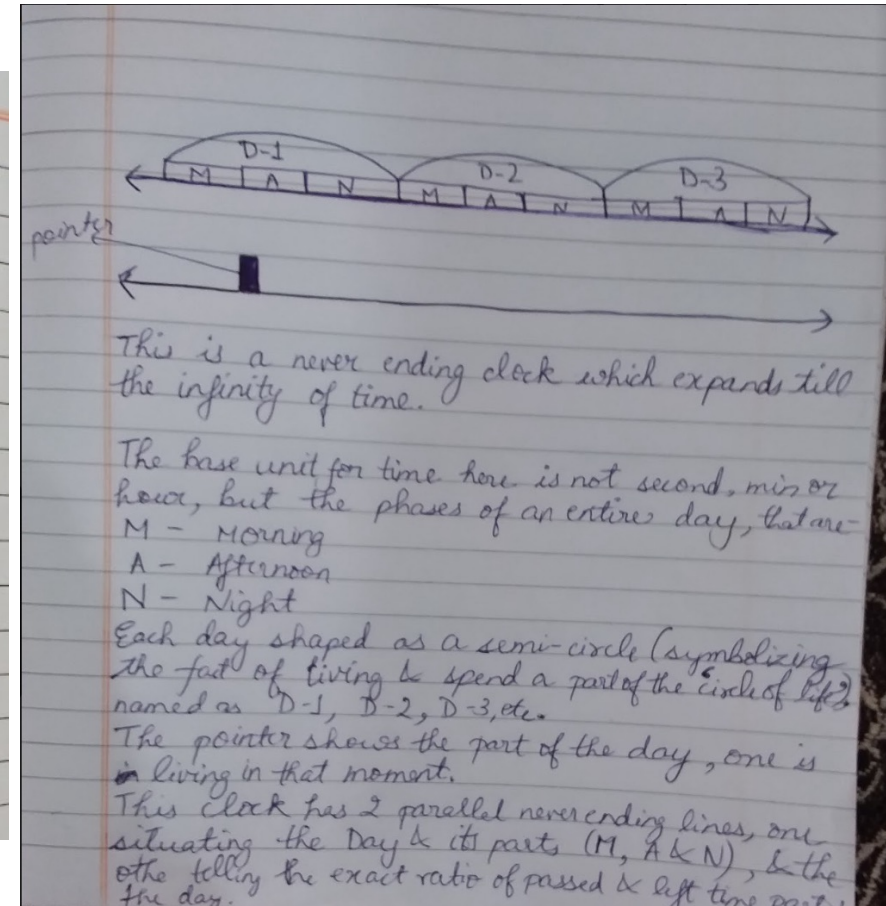 D-1 D-2 D-3
M A N M A N M A N
pointer
This is a never ending clock which expands till
the infinity of time.
The base unit for time here is not second, min or
hour, but the phases of an entire day, that are-
M - Morning
A - Afternoon
N - Night
Each day shaped as a semi-circle (symbolizing
the fact of living & spend a part of the circle of life)
named as D-1, D-2, D-3, etc.
The pointer shows the part of the day, one is
living in that moment.
This clock has 2 parallel never ending lines, one
situating the Day & its parts (M, A & N), & the
othe telling the exact ratio of passed & left time
the day.